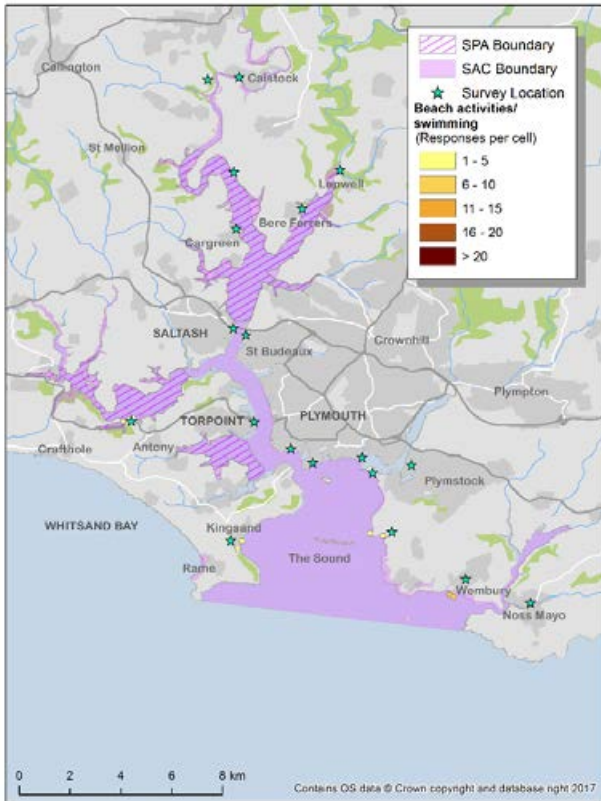 SPA Boundary
SAC Boundary
Survey Location
Beach activities/
swimming
(Responses per cell)
1 - 5
6 - 10
11 - 15
16 - 20
> 20
Callington
Calstock
St Mellion
Lopwell
Bere Ferrers
Cargreen
SALTASH
St Budeaux
Crownhill
Plympton
TORPOINT
PLYMOUTH
Crafthole
Antony
Plymstock
WHITSAND BAY
Kingsand
The Sound
Rame
Wembury
Noss Mayo
0 2 4 6 8 km
Contains OS data © Crown copyright and database right 2017